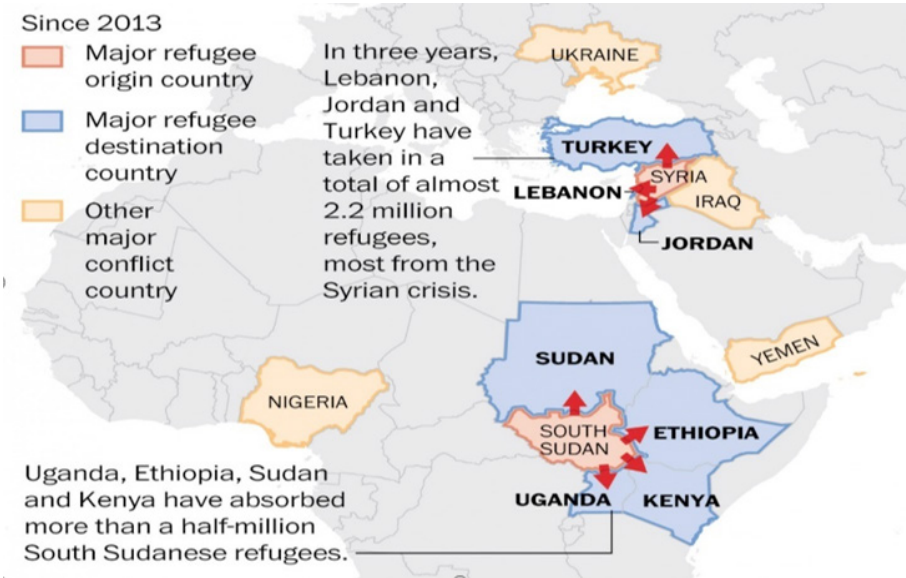 Since 2013
Major refugee
origin country
Major refugee
destination
country
Other
major
conflict
country
In three years,
Lebanon,
Jordan and
Turkey have
taken in a
total of almost
2.2 million
refugees,
most from the
Syrian crisis.
UKRAINE
TURKEY
SYRIA
LEBANON
IRAQ
JORDAN
YEMEN
SUDAN
NIGERIA
SOUTH
SUDAN
ETHIOPIA
UGANDA
KENYA
Uganda, Ethiopia, Sudan
and Kenya have absorbed
more than a half-million
South Sudanese refugees.